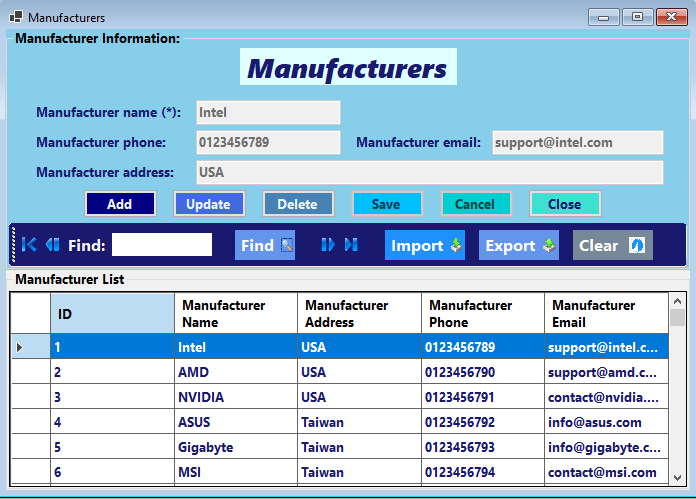 Manufacturers
Manufacturer Information:
Manufacturers
Manufacturer name (*): Intel
Manufacturer phone: 0123456789 Manufacturer email: support@intel.com
Manufacturer address: USA
Add Update Delete Save Cancel Close
Find: Find Import Export Clear
Manufacturer List
ID Manufacturer Name Manufacturer Address Manufacturer Phone Manufacturer Email
1 Intel USA 0123456789 support@intel.c...
2 AMD USA 0123456790 support@amd.c...
3 NVIDIA USA 0123456791 contact@nvidia....
4 ASUS Taiwan 0123456792 info@asus.com
5 Gigabyte Taiwan 0123456793 info@gigabyte.c...
6 MSI Taiwan 0123456794 contact@msi.com